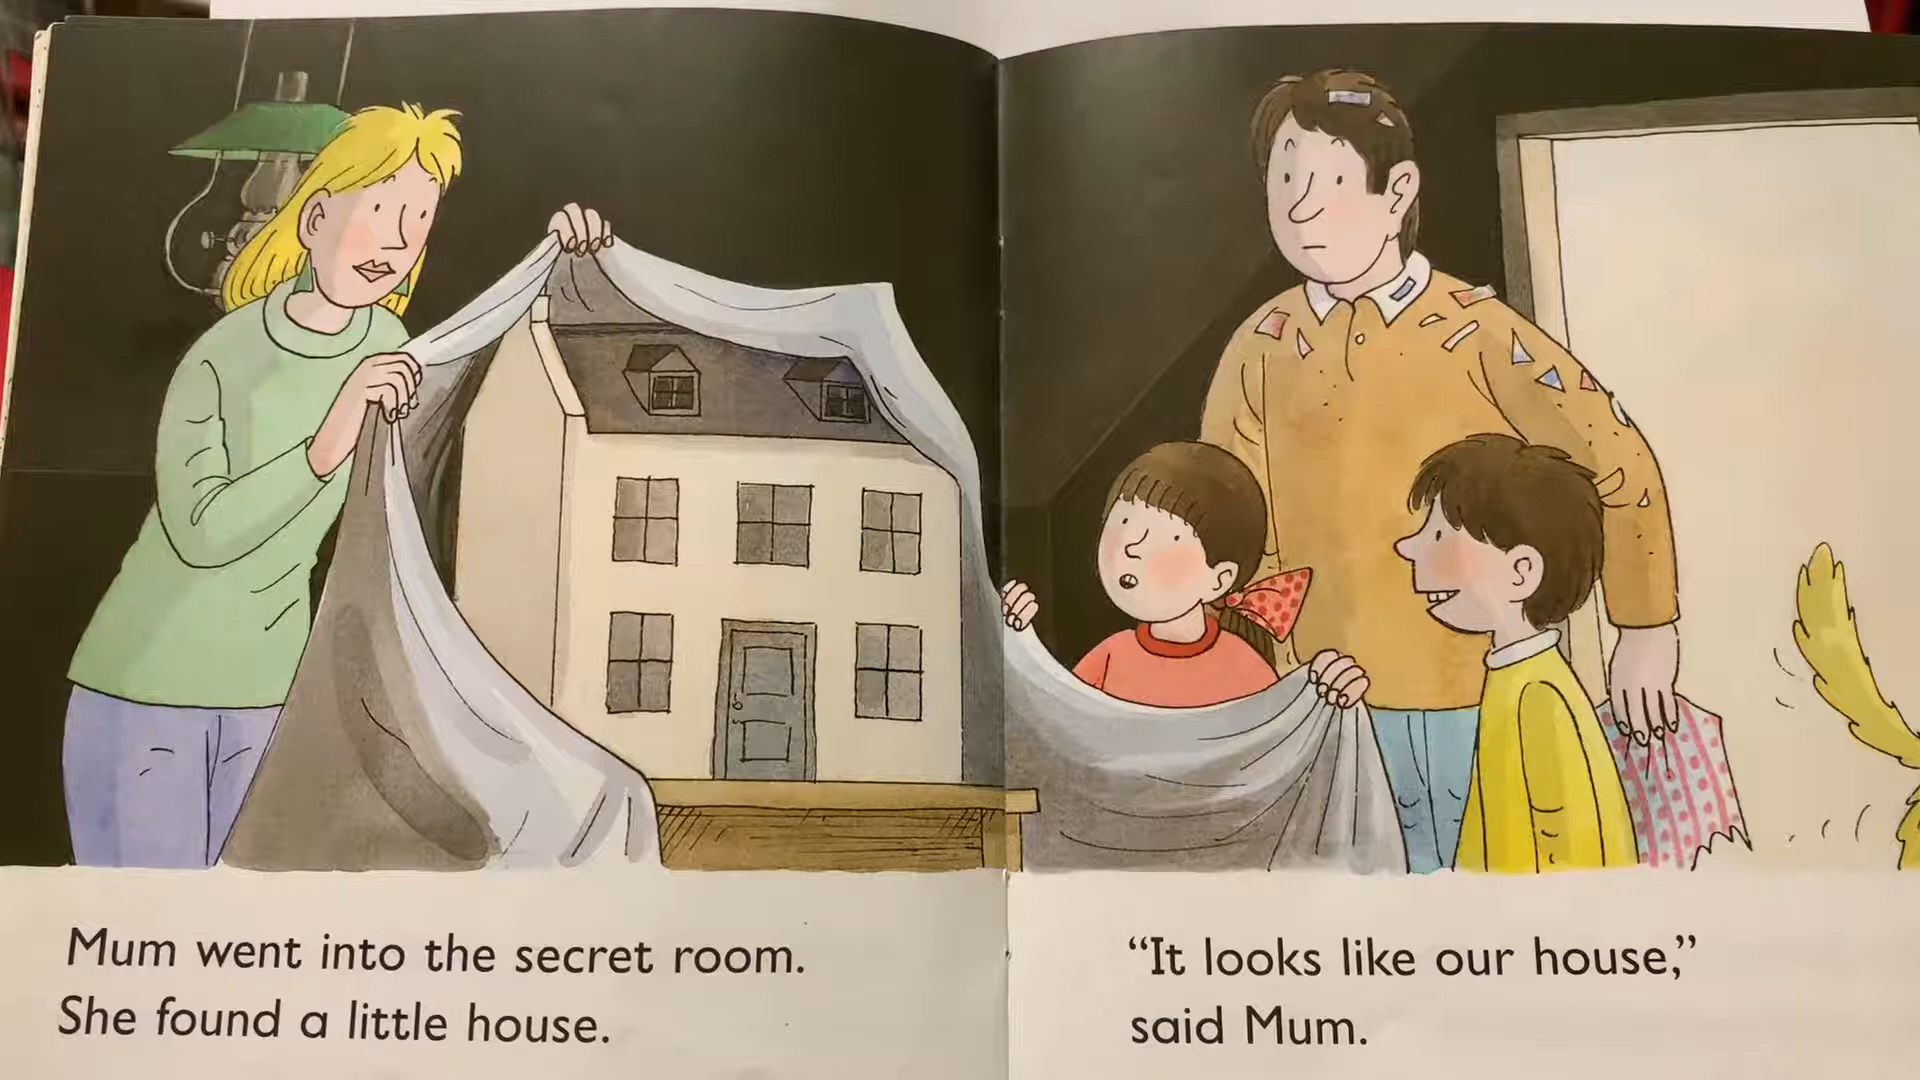 Mum went into the secret room.
She found a little house.
“It looks like our house,”
said Mum.